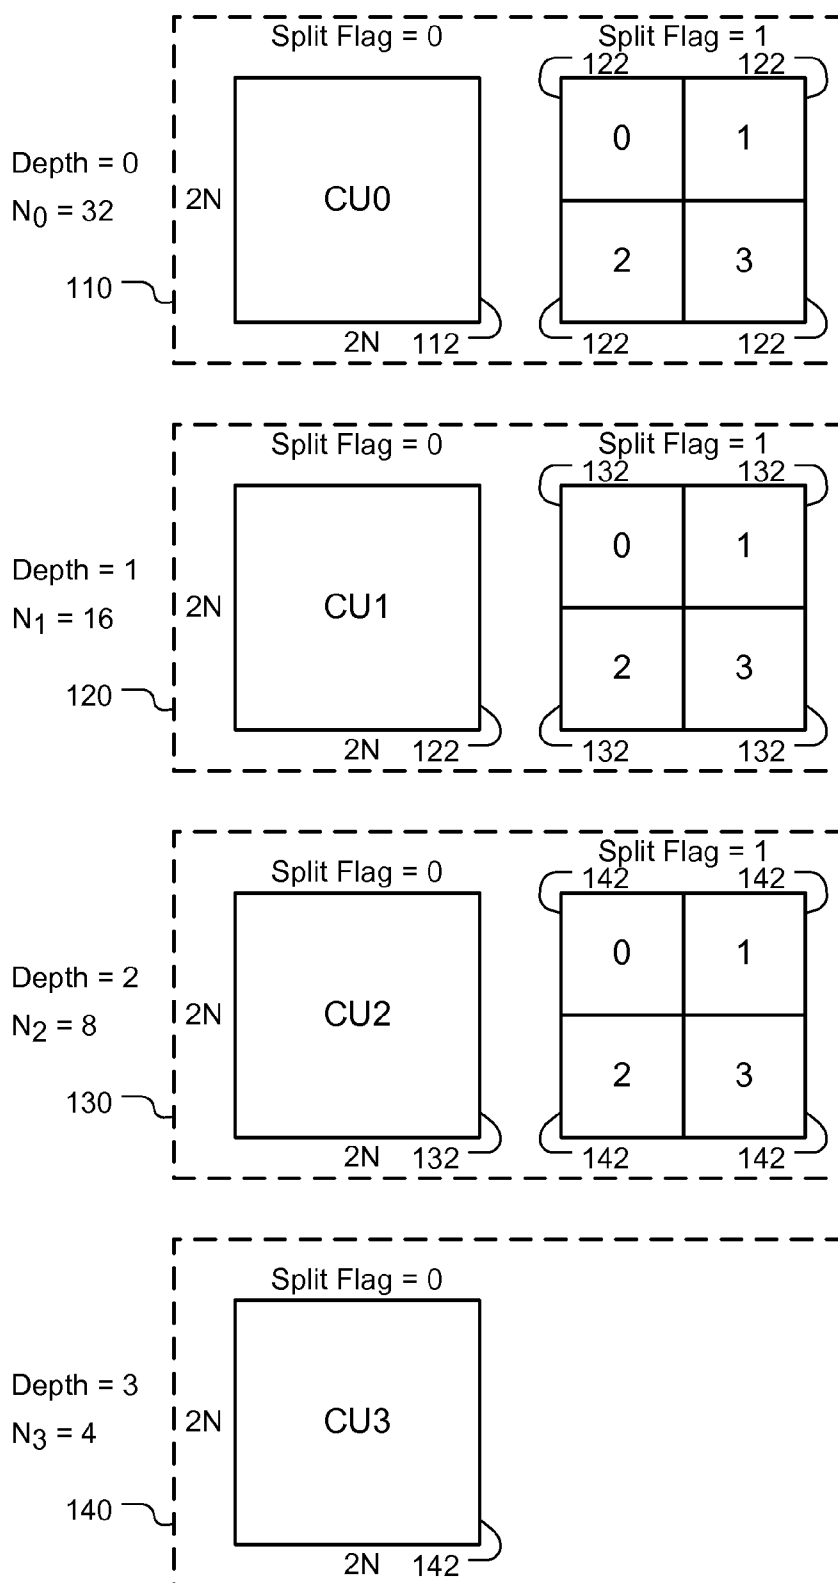 Split Flag = 0
Split Flag = 1
122 122
0 1
Depth = 0
2N CU0
N0 = 32
2 3
110
2N 112 122 122
Split Flag = 0
Split Flag = 1
132 132
0 1
Depth = 1
2N CU1
N1 = 16
2 3
120
2N 122 132 132
Split Flag = 1
Split Flag = 0
142 142
0 1
Depth = 2
2N CU2
N2 = 8
2 3
130
2N 132 142 142
Split Flag = 0
Depth = 3
2N CU3
N3 = 4
140
2N 142